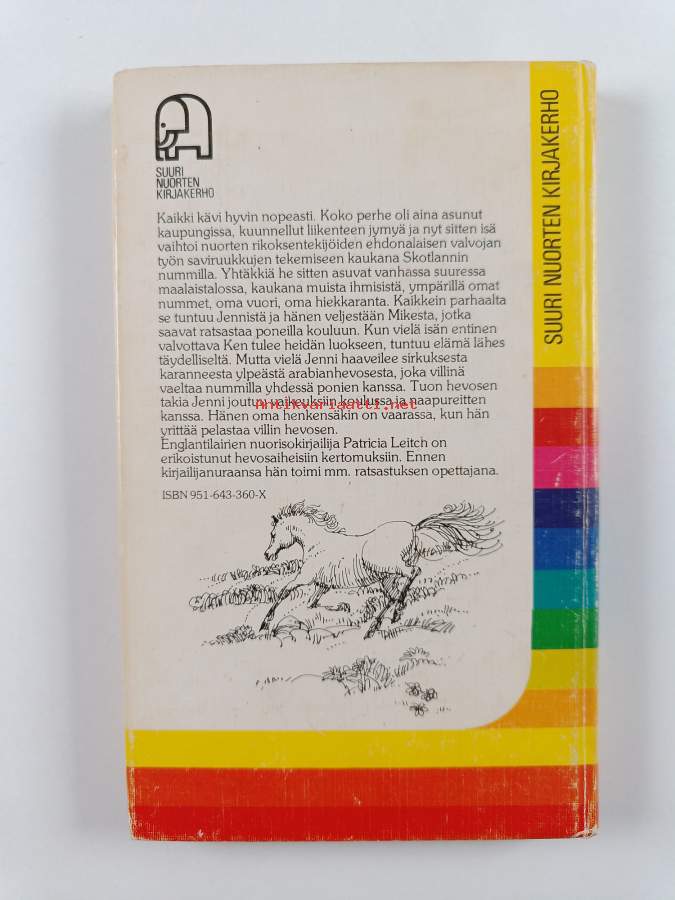 SUURI
NUORTEN
KIRJAKERHO
Kaikki kävi hyvin nopeasti. Koko perhe oli aina asunut
kaupungissa, kuunnellut liikenteen jymyä ja nyt sitten isä
vaihtoi nuorten rikoksentekijöiden ehdonalaisen valvojan
työn saviruukkujen tekemiseen kaukana Skotlannin
nummilla. Yhtäkkiä he sitten asuvat vanhassa suuressa
maalaistalossa, kaukana muista ihmisistä, ympärillä omat
nummet, oma vuori, oma hiekkaranta. Kaikkein parhaalta
se tuntuu Jennistä ja hänen veljestään Mikesta, jotka
saavat ratsastaa poneilla kouluun. Kun vielä isän entinen
valvottava Ken tulee heidän luokseen, tuntuu elämä lähes
täydelliseltä. Mutta vielä Jenni haaveilee sirkuksesta
karanneesta ylpeästä arabianhevosesta, joka villinä
vaeltaa nummilla yhdessä ponien kanssa. Tuon hevosen
takia Jenni joutuu vaikeuksiin koulussa ja naapureitten
Antikvariaatti.net
kanssa. Hänen oma henkensäkin on vaarassa, kun hän
yrittää pelastaa villin hevosen.
Englantilainen nuorisokirjailija Patricia Leitch on
erikoistunut hevosaiheisiin kertomuksiin. Ennen
kirjailijanuraansa hän toimi mm. ratsastuksen opettajana.
ISBN 951-643-360-X
SUURI NUORTEN KIRJAKERHO